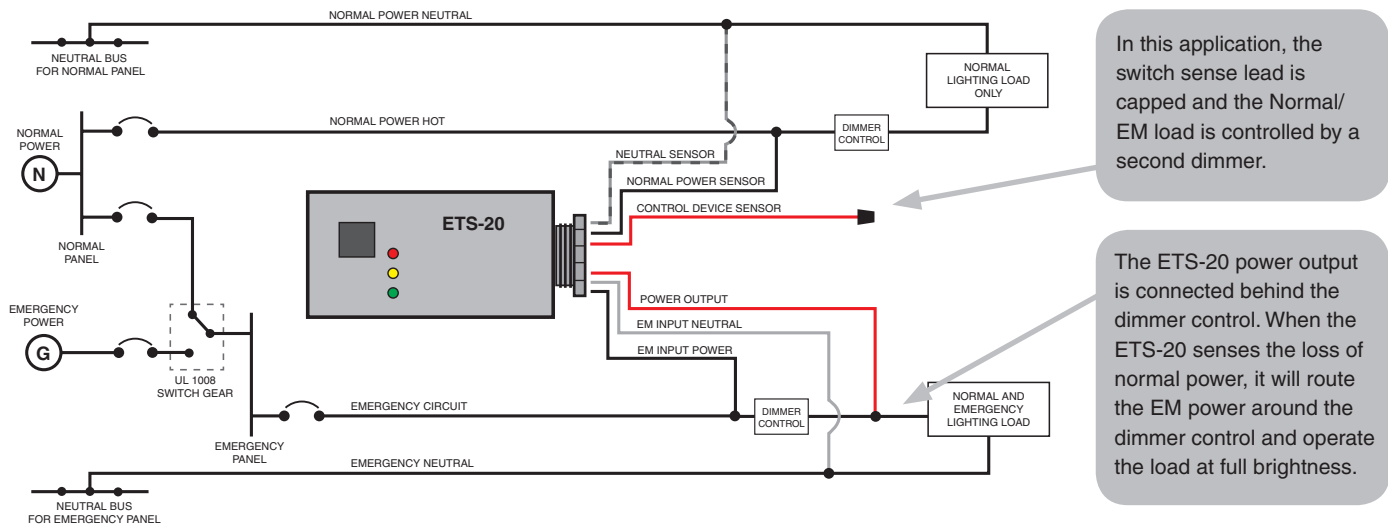 NORMAL POWER NEUTRAL
NEUTRAL BUS
FOR NORMAL PANEL
NORMAL
LIGHTING LOAD
ONLY
NORMAL
POWER
N
NORMAL POWER HOT
DIMMER
CONTROL
NEUTRAL SENSOR
NORMAL POWER SENSOR
CONTROL DEVICE SENSOR
ETS-20
NORMAL
PANEL
EMERGENCY
POWER
G
UL 1008
SWITCH GEAR
POWER OUTPUT
EM INPUT NEUTRAL
EM INPUT POWER
EMERGENCY CIRCUIT
DIMMER
CONTROL
NORMAL AND
EMERGENCY
LIGHTING LOAD
EMERGENCY
PANEL
EMERGENCY NEUTRAL
NEUTRAL BUS
FOR EMERGENCY PANEL
In this application, the
switch sense lead is
capped and the Normal/
EM load is controlled by a
second dimmer.
The ETS-20 power output
is connected behind the
dimmer control. When the
ETS-20 senses the loss of
normal power, it will route
the EM power around the
dimmer control and operate
the load at full brightness.